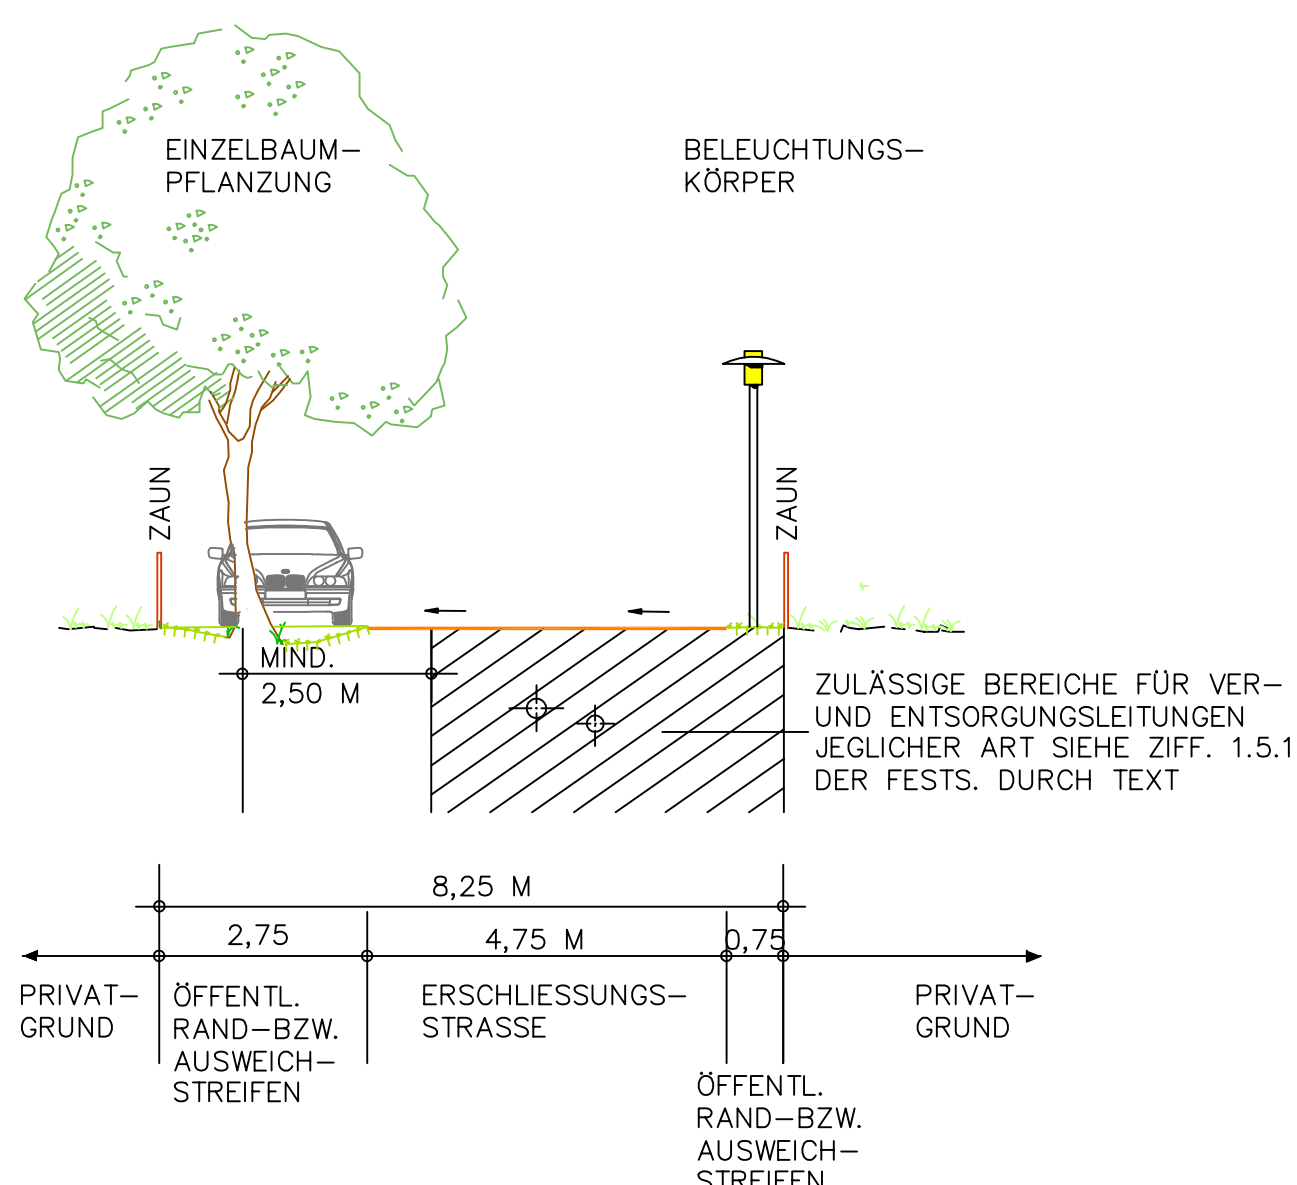 EINZELBAUM-
PFLANZUNG
BELEUCHTUNGS-
KÖRPER
ZAUN
ZAUN
MIND.
2,50 M
ZULÄSSIGE BEREICHE FÜR VER-
UND ENTSORGUNGSLEITUNGEN
JEGLICHER ART SIEHE ZIFF. 1.5.1
DER FESTS. DURCH TEXT
8,25 M
2,75
4,75 M
0,75
PRIVAT-
GRUND
ÖFFENTL.
RAND-BZW.
AUSWEICH-
STREIFEN
ERSCHLIESSUNGS-
STRASSE
PRIVAT-
GRUND
ÖFFENTL.
RAND-BZW.
AUSWEICH-
STREIFEN